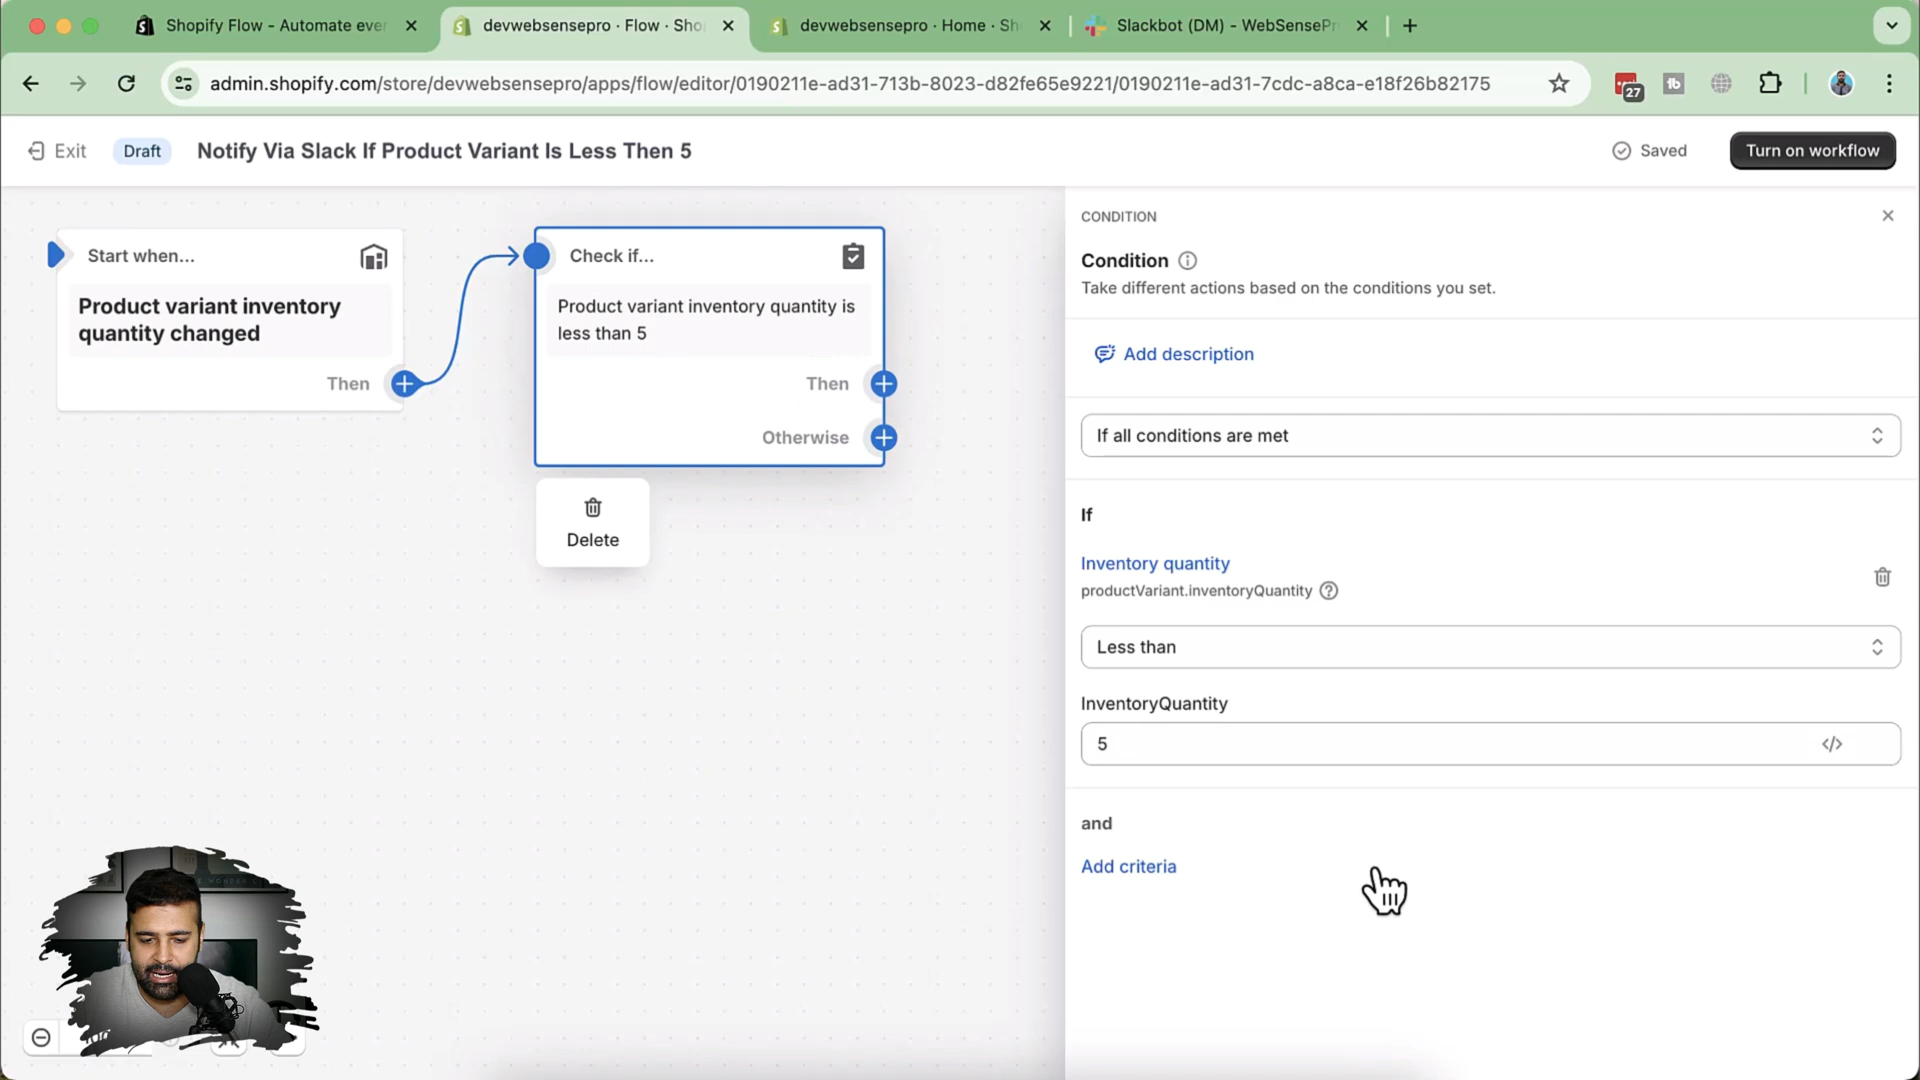 Shopify Flow - Automate ever
devwebsensepro · Flow · Sho
devwebsensepro · Home · Sh
Slackbot (DM) - WebSensePr
admin.shopify.com/store/devwebsensepro/apps/flow/editor/0190211e-ad31-713b-8023-d82fe65e9221/0190211e-ad31-7cdc-a8ca-e18f26b82175
27
tb
Exit
Draft
Notify Via Slack If Product Variant Is Less Then 5
Saved
Turn on workflow
Start when...
Product variant inventory
quantity changed
Then
Check if...
Product variant inventory quantity is
less than 5
Then
Otherwise
Delete
CONDITION
Condition
Take different actions based on the conditions you set.
Add description
If all conditions are met
If
Inventory quantity
productVariant.inventoryQuantity
Less than
InventoryQuantity
5
</>
and
Add criteria